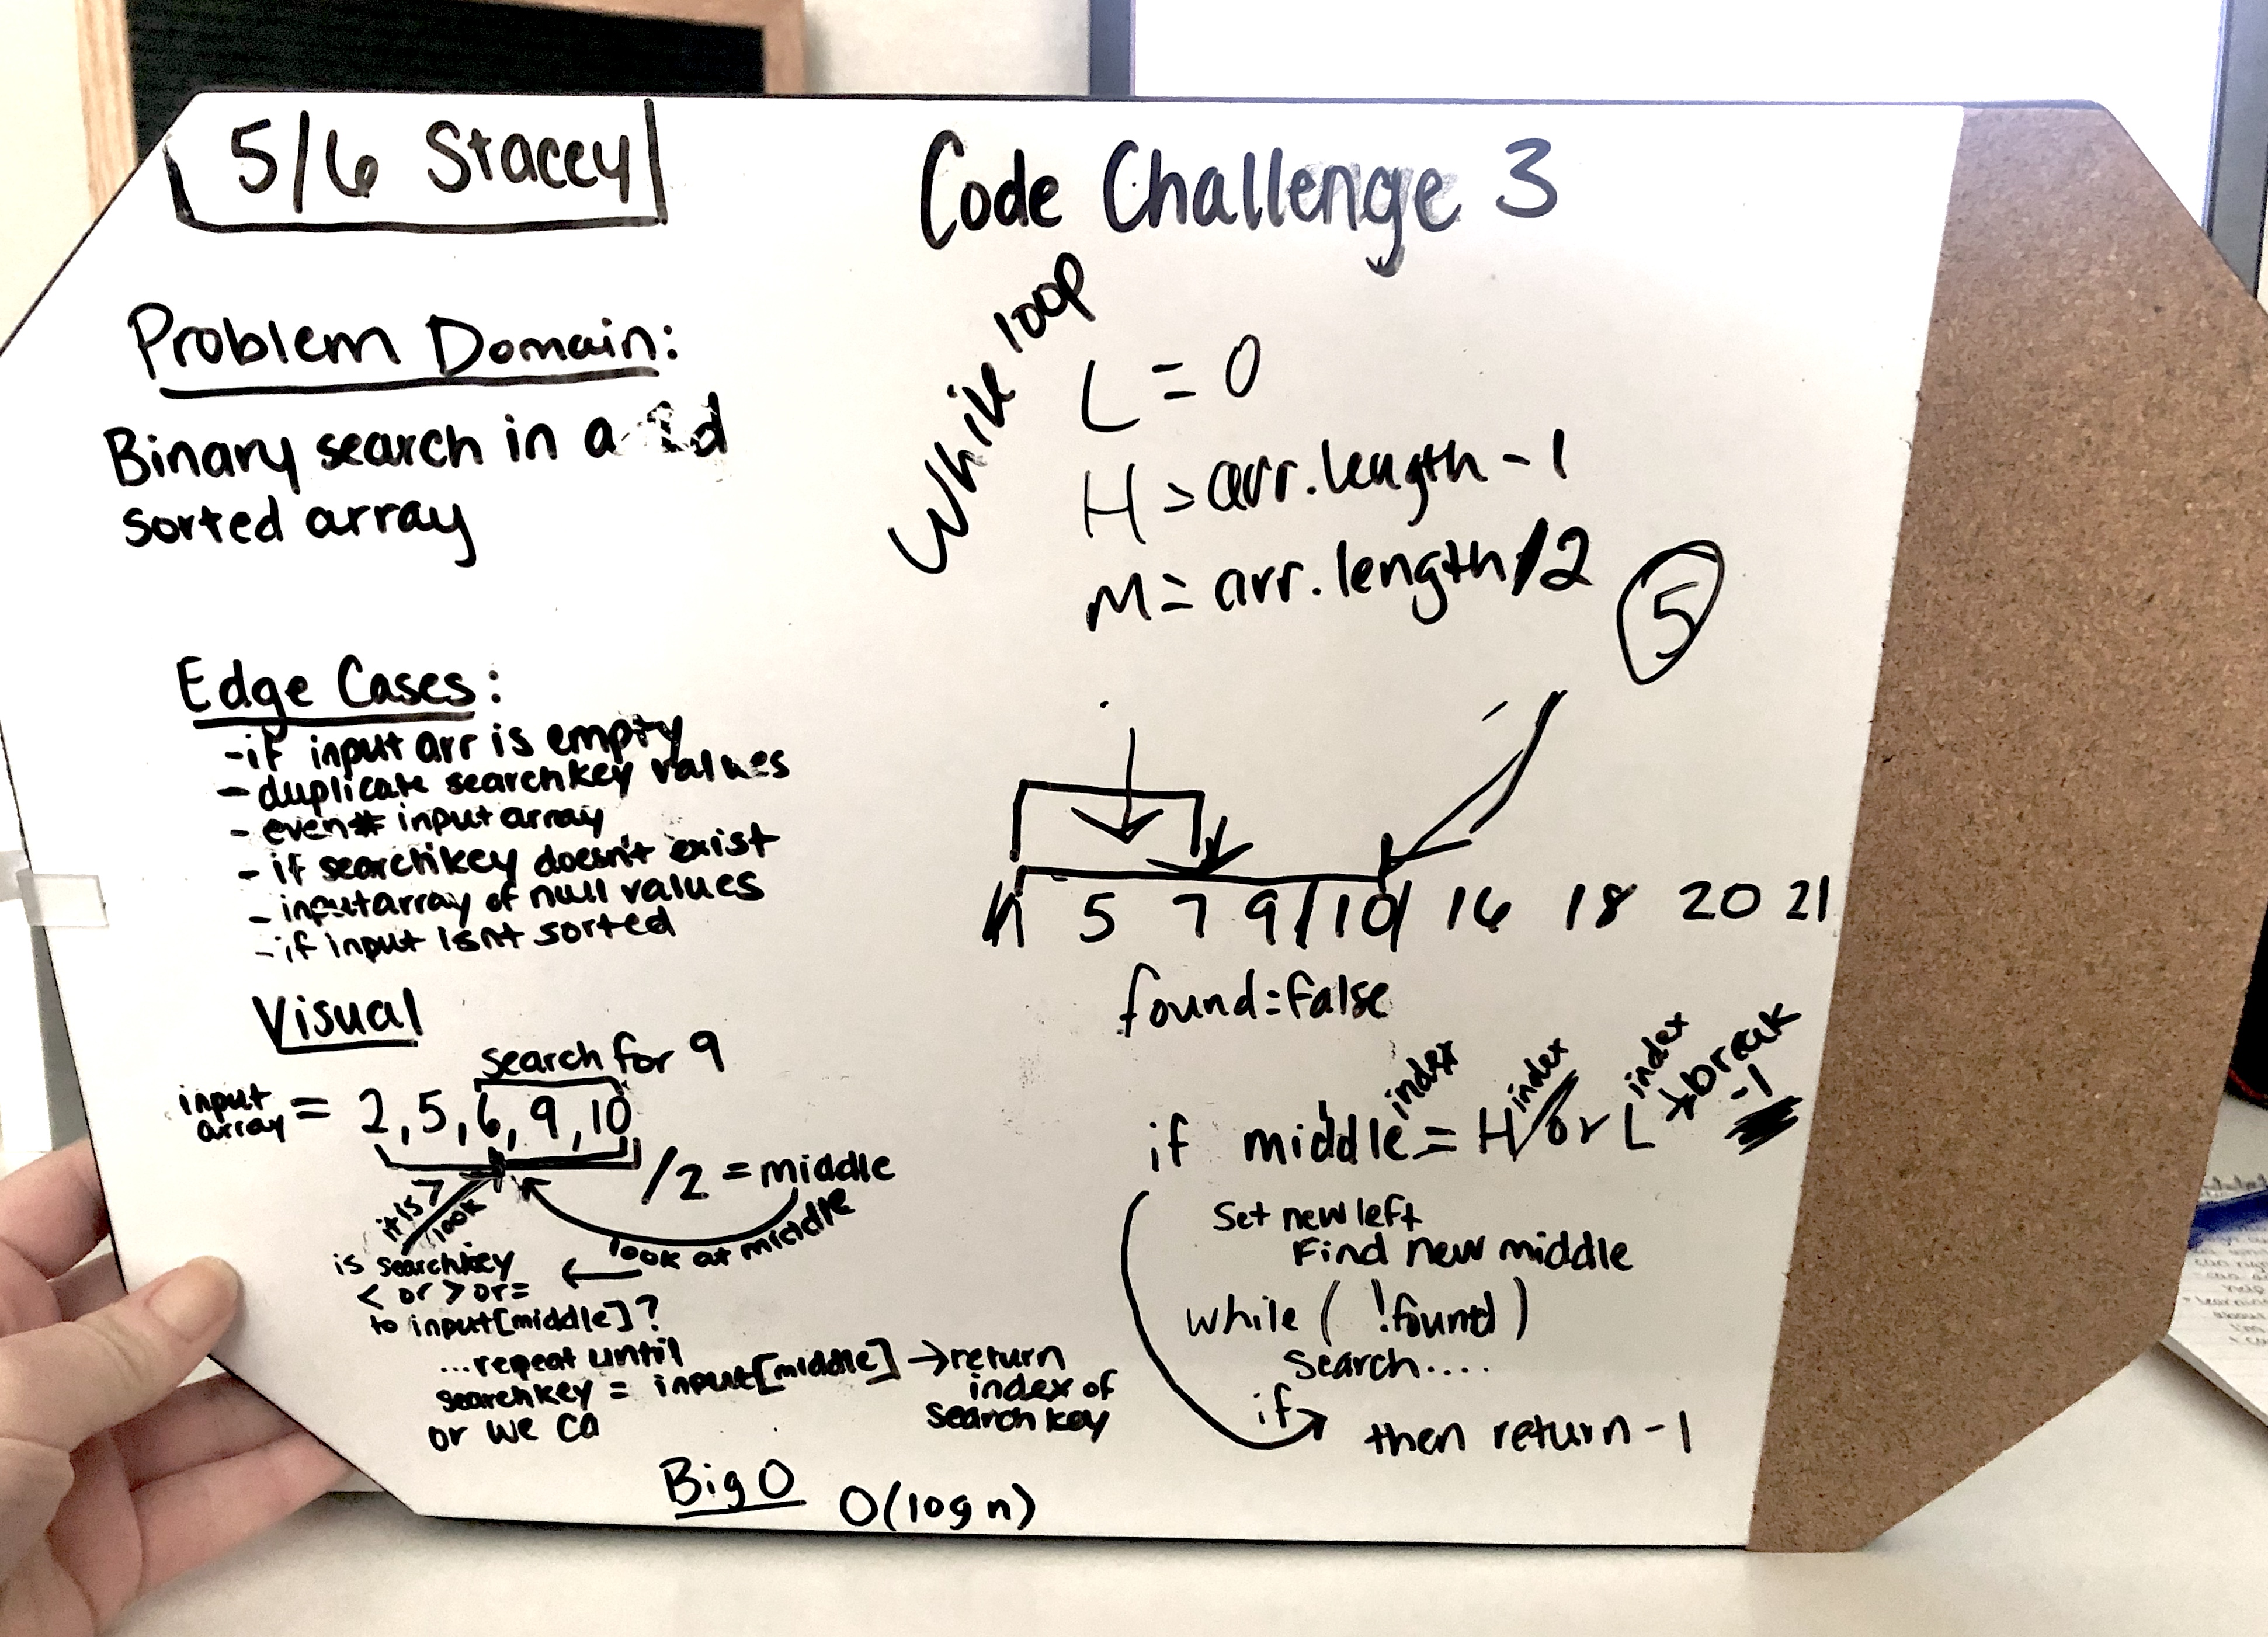 5/6 Stacey
Code Challenge 3
Problem Domain:
Binary search in a 1d
sorted array
Edge Cases:
- if input arr is empty
- duplicate searchkey values
- even # input array
- if searchkey doesn't exist
- input array of null values
- if input isnt sorted
Visual
search for 9
input
array = 2, 5, 6, 9, 10
/2 = middle
look at middle
it is 7
look
is searchkey
< or > or =
to input[middle]?
...repeat until
searchkey = input[middle] → return
index of
search key
or we ca
Big O O(log n)
While loop
L = 0
H = arr.length - 1
M = arr.length / 2
5
5 7 9 10 16 18 20 21
found = false
if middle index = H index or L index → break
-1
Set new left
Find new middle
while ( !found )
Search....
if
then return -1